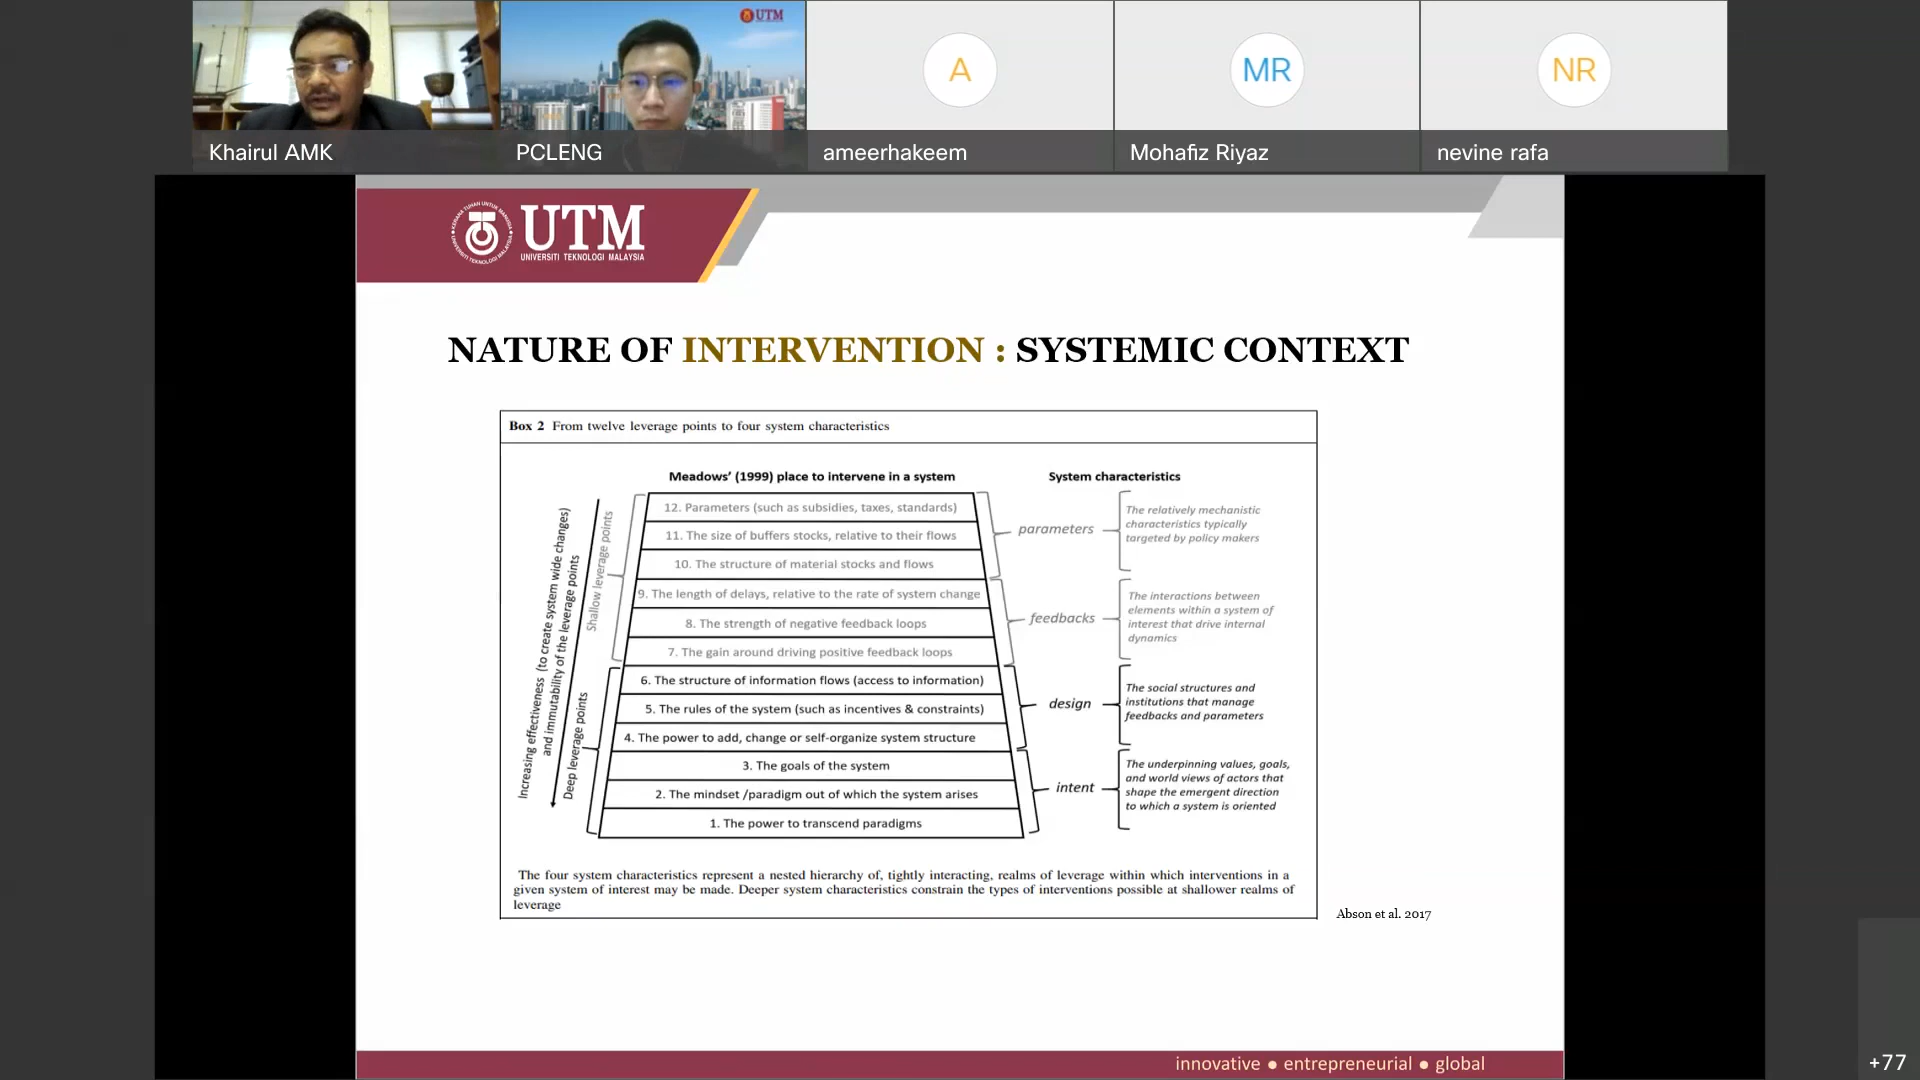 UTM
A
MR
NR
Khairul AMK
PCLENG
ameerhakeem
Mohafiz Riyaz
nevine rafa
UTM
UNIVERSITI TEKNOLOGI MALAYSIA
NATURE OF INTERVENTION : SYSTEMIC CONTEXT
Box 2 From twelve leverage points to four system characteristics
Meadows' (1999) place to intervene in a system
System characteristics
Increasing effectiveness (to create system wide changes)
and immutability of the leverage points
Shallow leverage points
Deep leverage points
12. Parameters (such as subsidies, taxes, standards)
11. The size of buffers stocks, relative to their flows
10. The structure of material stocks and flows
9. The length of delays, relative to the rate of system change
8. The strength of negative feedback loops
7. The gain around driving positive feedback loops
6. The structure of information flows (access to information)
5. The rules of the system (such as incentives & constraints)
4. The power to add, change or self-organize system structure
3. The goals of the system
2. The mindset /paradigm out of which the system arises
1. The power to transcend paradigms
parameters
The relatively mechanistic
characteristics typically
targeted by policy makers
feedbacks
The interactions between
elements within a system of
interest that drive internal
dynamics
design
The social structures and
institutions that manage
feedbacks and parameters
intent
The underpinning values, goals,
and world views of actors that
shape the emergent direction
to which a system is oriented
The four system characteristics represent a nested hierarchy of, tightly interacting, realms of leverage within which interventions in a
given system of interest may be made. Deeper system characteristics constrain the types of interventions possible at shallower realms of
leverage
Abson et al. 2017
innovative ● entrepreneurial ● global
+77